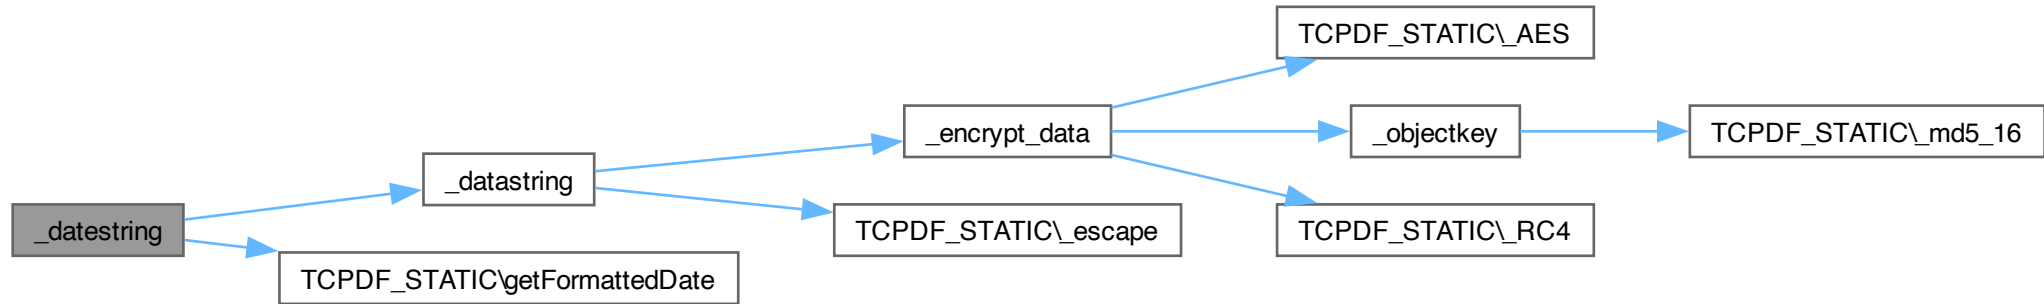 _datestring
_datastring
TCPDF_STATIC\getFormattedDate
_encrypt_data
TCPDF_STATIC\_escape
TCPDF_STATIC\_AES
_objectkey
TCPDF_STATIC\_RC4
TCPDF_STATIC\_md5_16